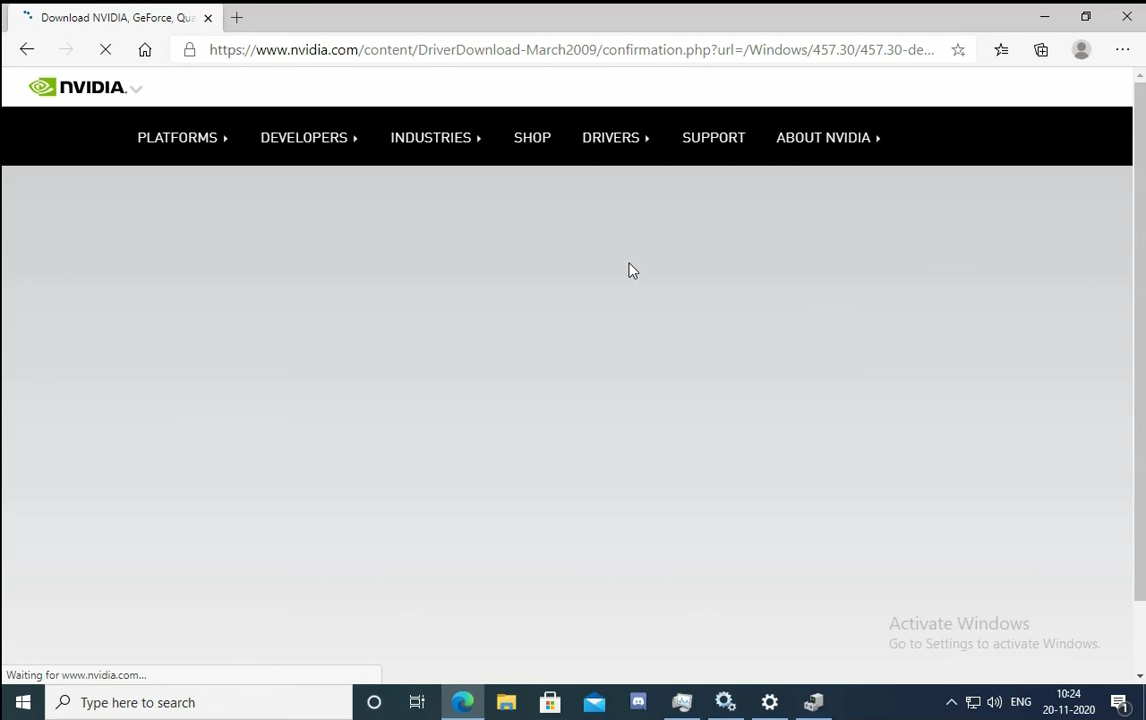 Download NVIDIA, GeForce, Qua
https://www.nvidia.com/content/DriverDownload-March2009/confirmation.php?url=/Windows/457.30/457.30-de...
NVIDIA.
PLATFORMS DEVELOPERS INDUSTRIES SHOP DRIVERS SUPPORT ABOUT NVIDIA
Activate Windows
Go to Settings to activate Windows.
Waiting for www.nvidia.com...
Type here to search
ENG
10:24
20-11-2020
1